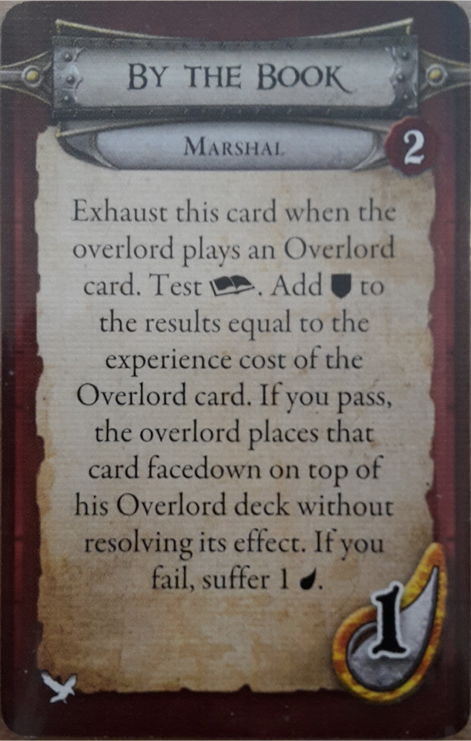 By the Book
Marshal
2
Exhaust this card when the
overlord plays an Overlord
card. Test . Add to
the results equal to the
experience cost of the
Overlord card. If you pass,
the overlord places that
card facedown on top of
his Overlord deck without
resolving its effect. If you
fail, suffer 1 .
1